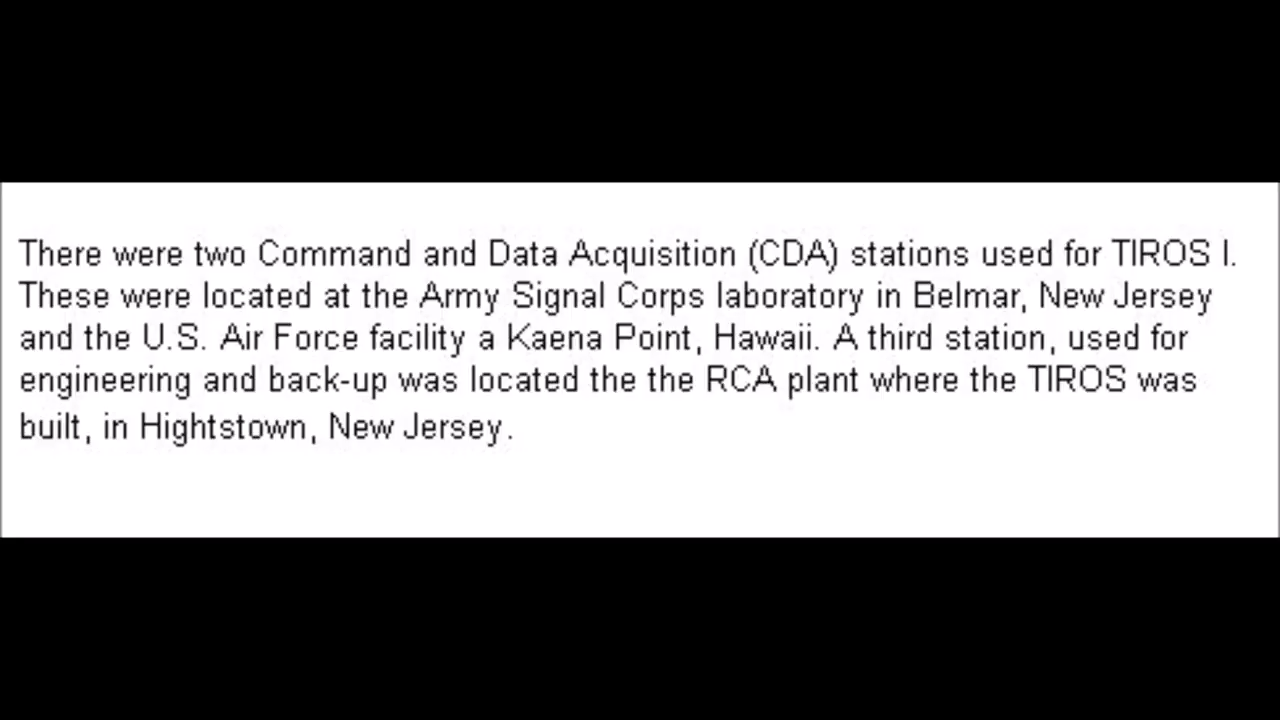 There were two Command and Data Acquisition (CDA) stations used for TIROS I.
These were located at the Army Signal Corps laboratory in Belmar, New Jersey
and the U.S. Air Force facility a Kaena Point, Hawaii. A third station, used for
engineering and back-up was located the the RCA plant where the TIROS was
built, in Hightstown, New Jersey.